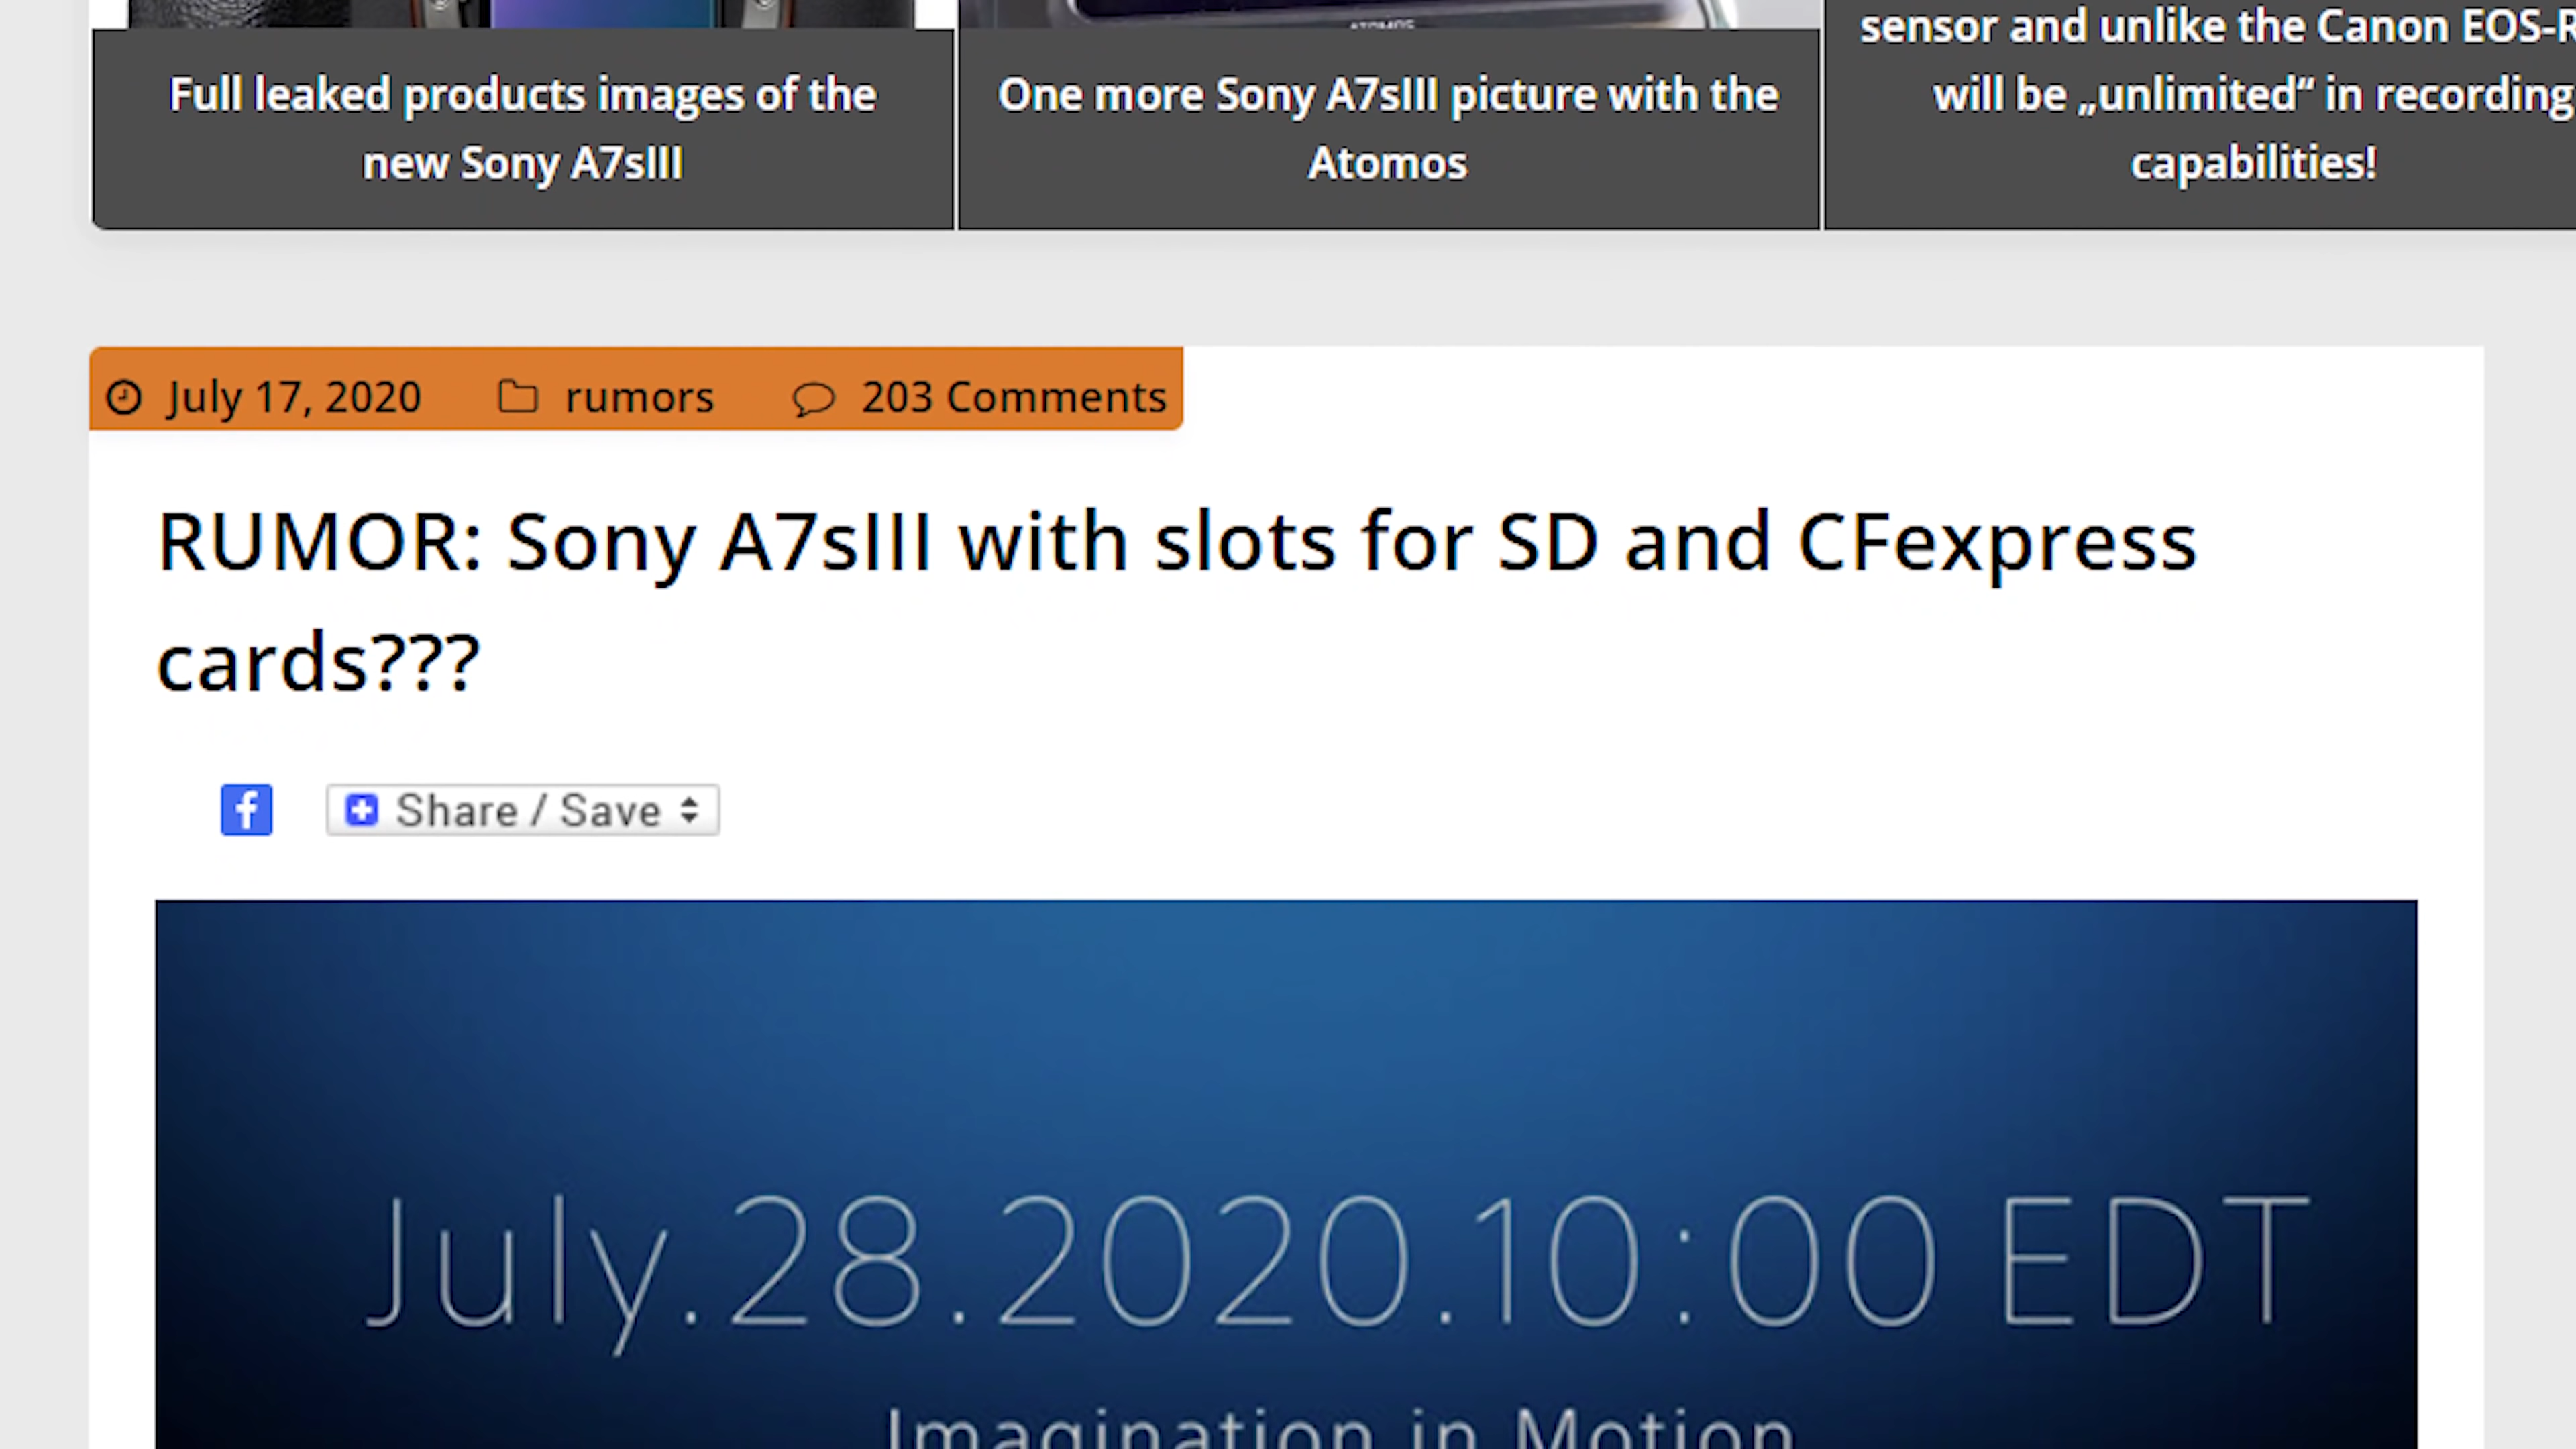 Full leaked products images of the
new Sony A7sIII
ATOMOS
One more Sony A7sIII picture with the
Atomos
sensor and unlike the Canon EOS-R
will be „unlimited“ in recording
capabilities!
July 17, 2020 rumors 203 Comments
RUMOR: Sony A7sIII with slots for SD and CFexpress
cards???
f Share / Save
July.28.2020.10:00 EDT
Imagination in Motion